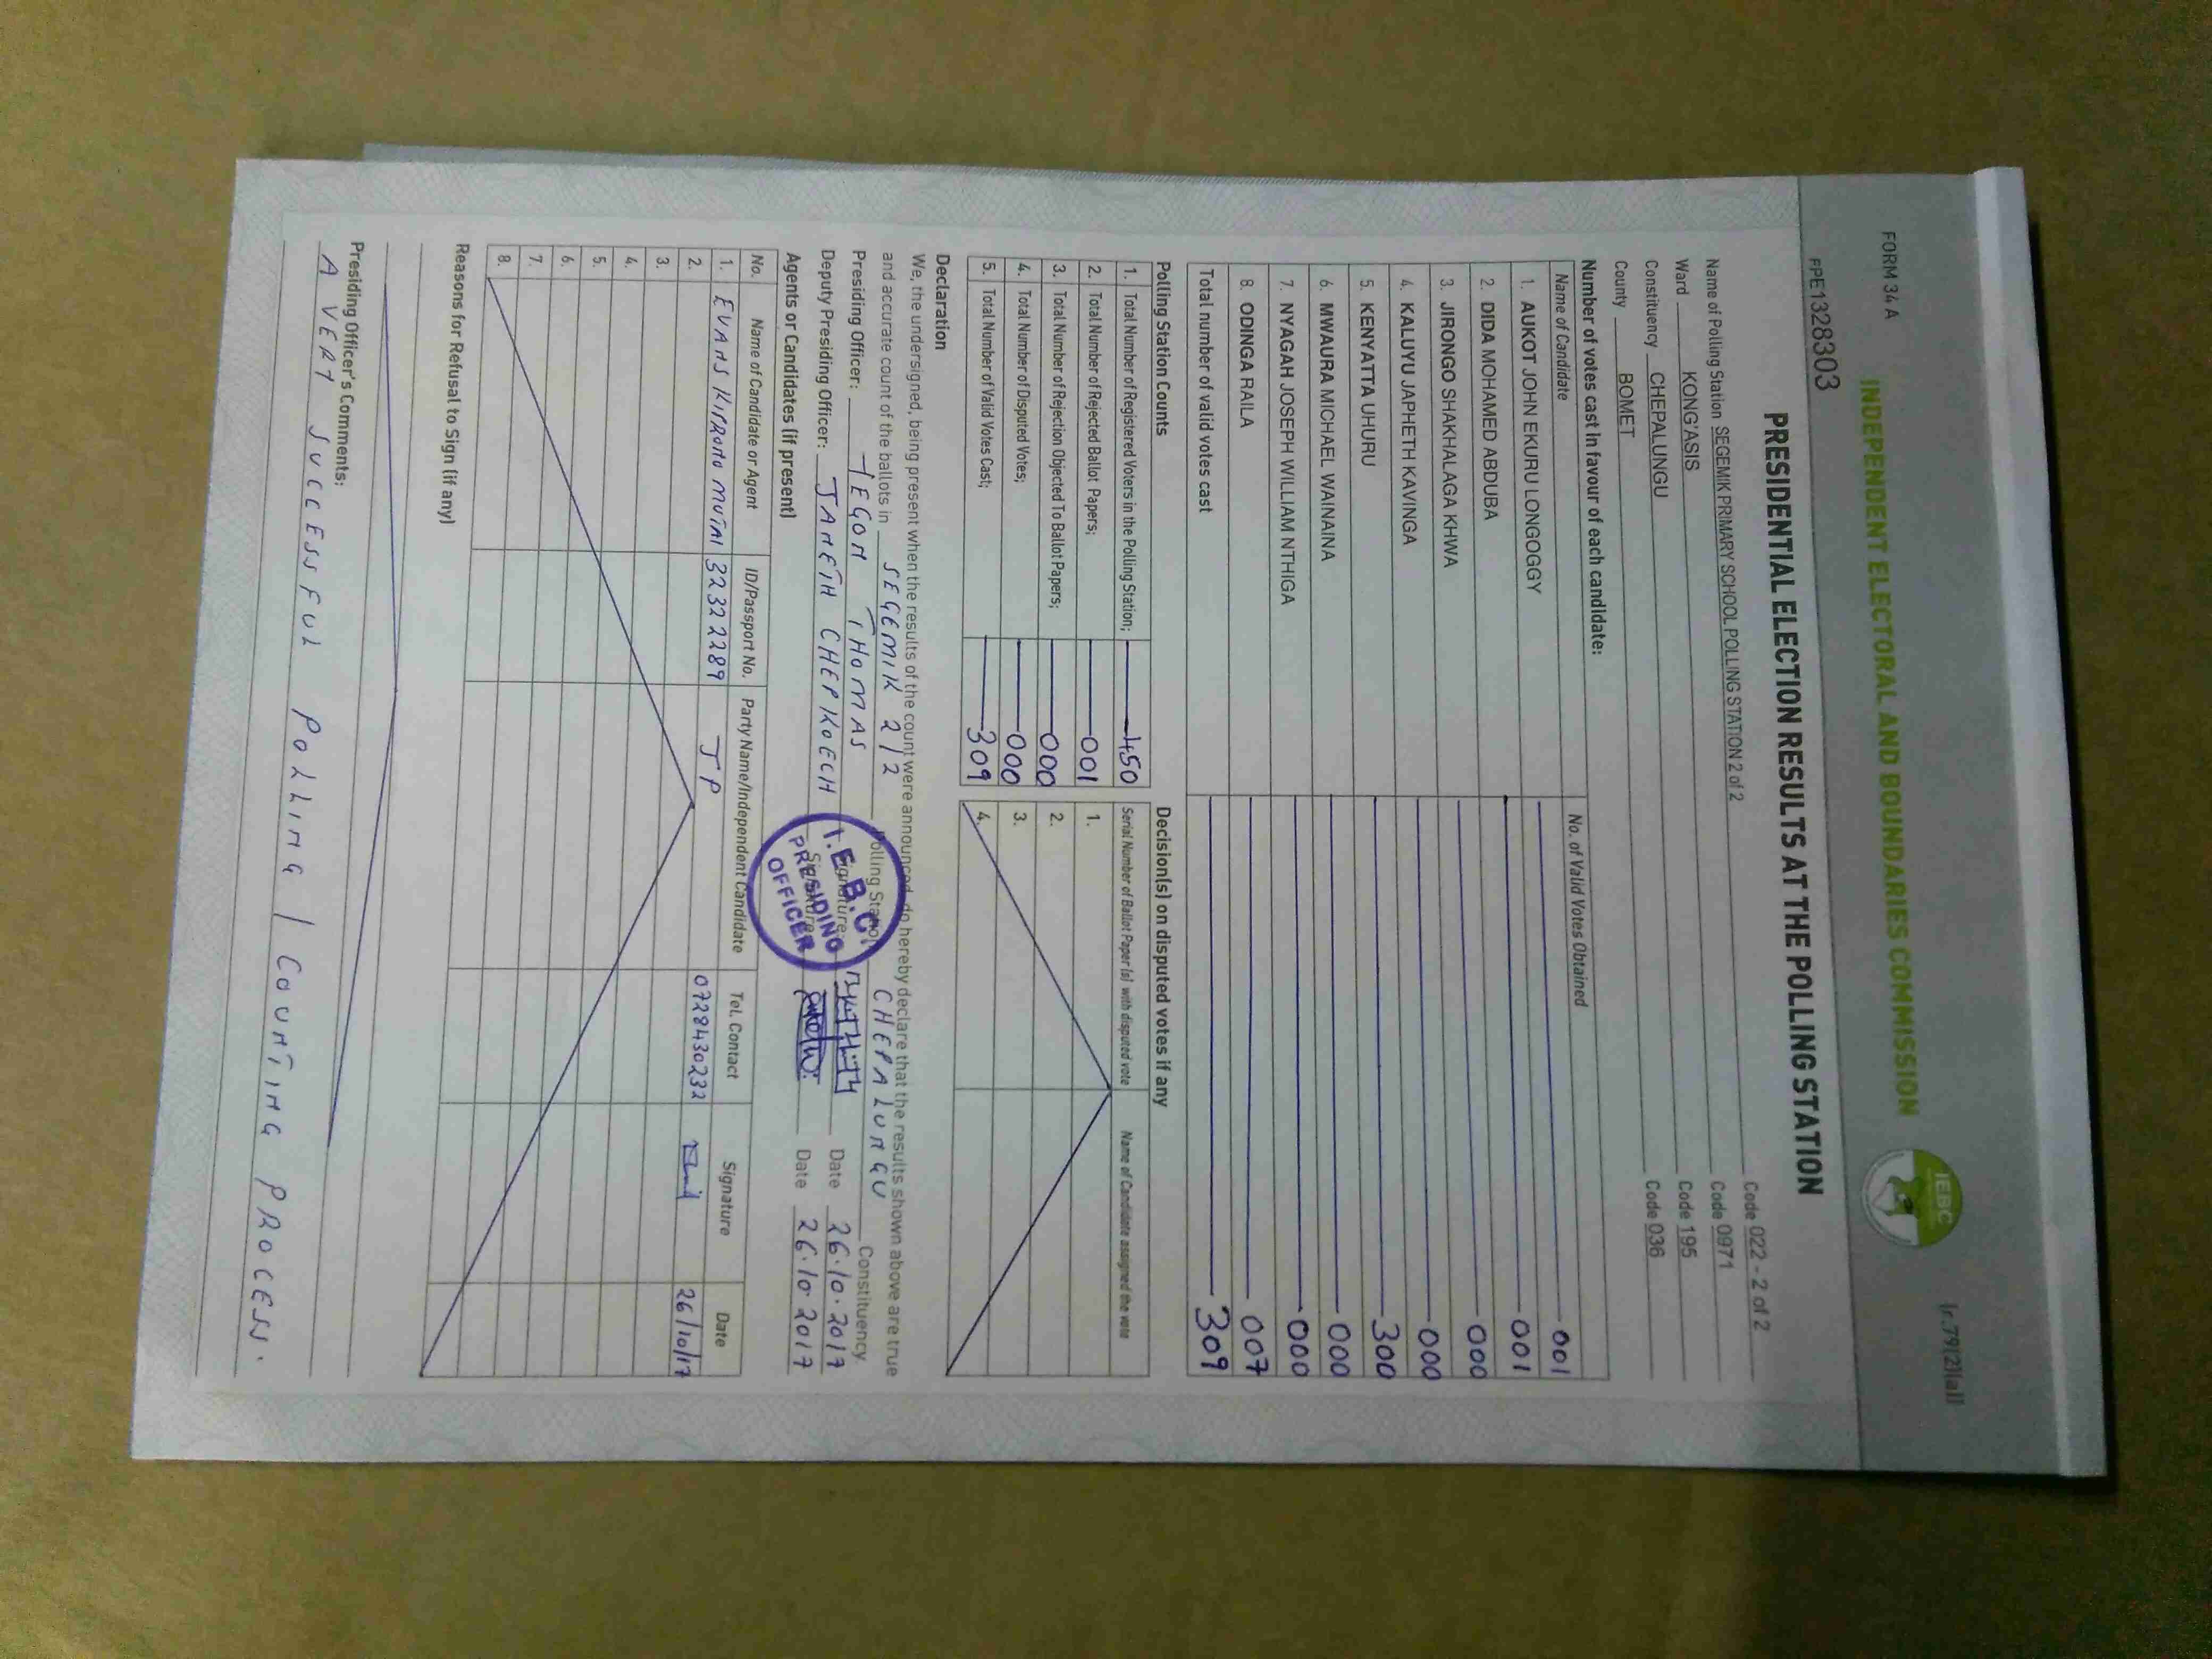 FORM 34 A
(r.79(2)(a))
INDEPENDENT ELECTORAL AND BOUNDARIES COMMISSION
IEBC
FPE1328303
PRESIDENTIAL ELECTION RESULTS AT THE POLLING STATION
Name of Polling Station SEGEMIK PRIMARY SCHOOL POLLING STATION 2 of 2 Code 022 - 2 of 2
Ward KONG'ASIS Code 0971
Constituency CHEPALUNGU Code 195
County BOMET Code 036
Number of votes cast in favour of each candidate:
Name of Candidate No. of Valid Votes Obtained
1. AUKOT JOHN EKURU LONGOGGY 001
2. DIDA MOHAMED ABDUBA 001
3. JIRONGO SHAKHALAGA KHWA 000
4. KALUYU JAPHETH KAVINGA 000
5. KENYATTA UHURU 300
6. MWAURA MICHAEL WAINAINA 000
7. NYAGAH JOSEPH WILLIAM NTHIGA 000
8. ODINGA RAILA 007
Total number of valid votes cast 309
Polling Station Counts
1. Total Number of Registered Voters in the Polling Station; 450
2. Total Number of Rejected Ballot Papers; 001
3. Total Number of Rejection Objected To Ballot Papers; 000
4. Total Number of Disputed Votes; 000
5. Total Number of Valid Votes Cast; 309
Decision(s) on disputed votes if any
Serial Number of Ballot Paper (s) with disputed vote Name of Candidate assigned the vote
1.
2.
3.
4.
Declaration
We, the undersigned, being present when the results of the count were announced, do hereby declare that the results shown above are true
and accurate count of the ballots in SEGEMIK 2/2 Polling Station CHEPALUNGU Constituency
Presiding Officer: TEGON THOMAS Signature: Date 26.10.2017
Deputy Presiding Officer: JANETH CHEPKOECH Signature: Date 26.10.2017
I.E.B.C
PRESIDING
OFFICER
Agents or Candidates (if present)
No. Name of Candidate or Agent ID/Passport No. Party Name/Independent Candidate Tel. Contact Signature Date
1. EVANS KIPROTO MUTAI 32322289 JP 0728430232 26/10/17
2.
3.
4.
5.
6.
7.
8.
Reasons for Refusal to Sign (if any)
Presiding Officer's Comments:
A VERY SUCCESSFUL POLLING / COUNTING PROCESS.